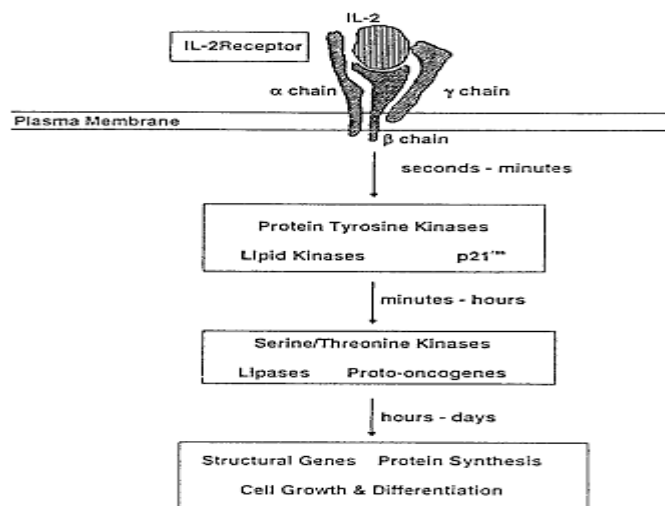 IL-2
IL-2Receptor
α chain
γ chain
Plasma Membrane
β chain
seconds - minutes
Protein Tyrosine Kinases
Lipid Kinases p21
minutes - hours
Serine/Threonine Kinases
Lipases Proto-oncogenes
hours - days
Structural Genes Protein Synthesis
Cell Growth & Differentiation